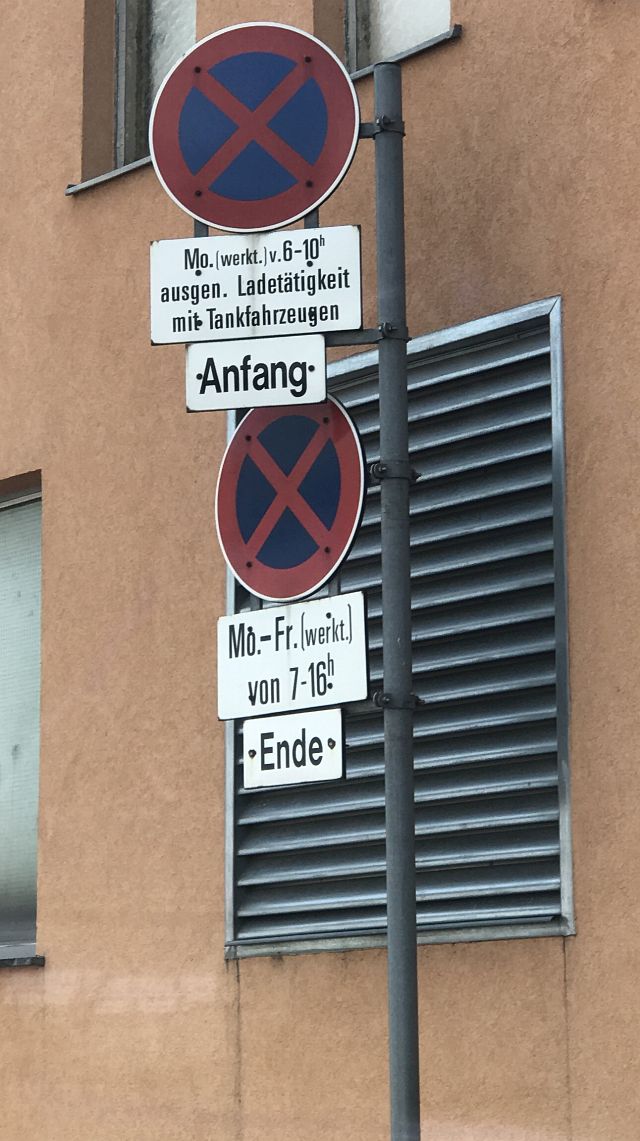 Mo. (werkt.) v. 6-10h
ausgen. Ladetätigkeit
mit Tankfahrzeugen
Anfang
Mo.-Fr. (werkt.)
von 7-16h
Ende